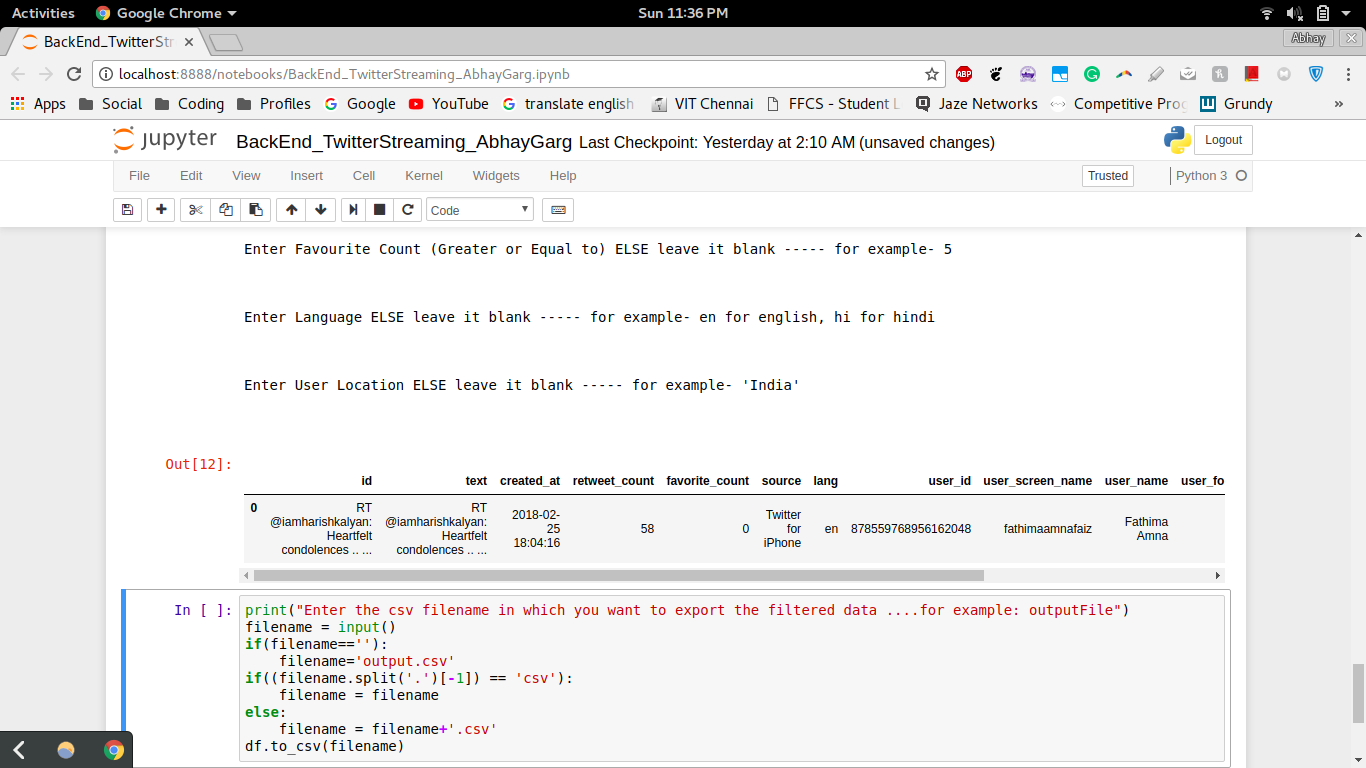 Activities Google Chrome Sun 11:36 PM
BackEnd_TwitterStr Abhay
localhost:8888/notebooks/BackEnd_TwitterStreaming_AbhayGarg.ipynb ABP
Apps Social Coding Profiles Google YouTube translate english VIT Chennai FFCS - Student L Jaze Networks Competitive Prog Grundy »
jupyter BackEnd_TwitterStreaming_AbhayGarg Last Checkpoint: Yesterday at 2:10 AM (unsaved changes) Logout
File Edit View Insert Cell Kernel Widgets Help Trusted Python 3
Code
Enter Favourite Count (Greater or Equal to) ELSE leave it blank ----- for example- 5
Enter Language ELSE leave it blank ----- for example- en for english, hi for hindi
Enter User Location ELSE leave it blank ----- for example- 'India'
Out[12]:
id text created_at retweet_count favorite_count source lang user_id user_screen_name user_name user_fo
0 RT @iamharishkalyan: Heartfelt condolences .. ... RT @iamharishkalyan: Heartfelt condolences .. ... 2018-02-25 18:04:16 58 0 Twitter for iPhone en 878559768956162048 fathimaamnafaiz Fathima Amna
In [ ]: print("Enter the csv filename in which you want to export the filtered data ....for example: outputFile")
filename = input()
if(filename==''):
    filename='output.csv'
if((filename.split('.')[-1]) == 'csv'):
    filename = filename
else:
    filename = filename+'.csv'
df.to_csv(filename)